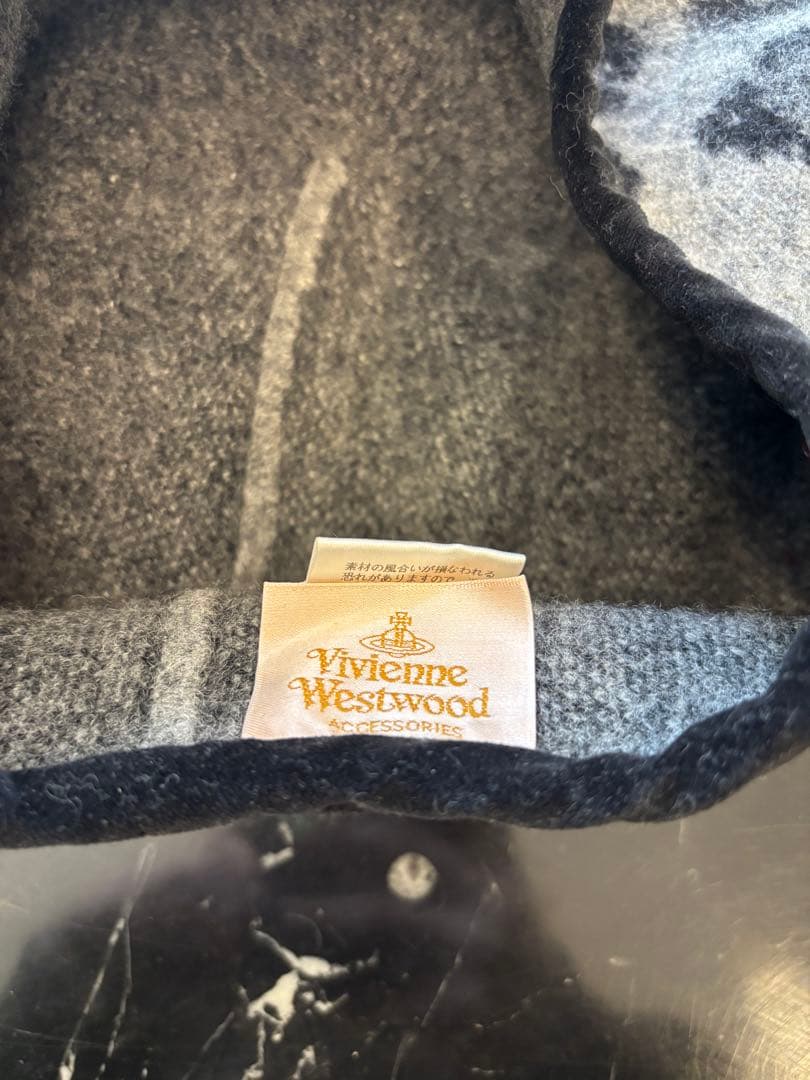 素材の風合いが損なわれる
恐れがありますので
Vivienne
Westwood
ACCESSORIES